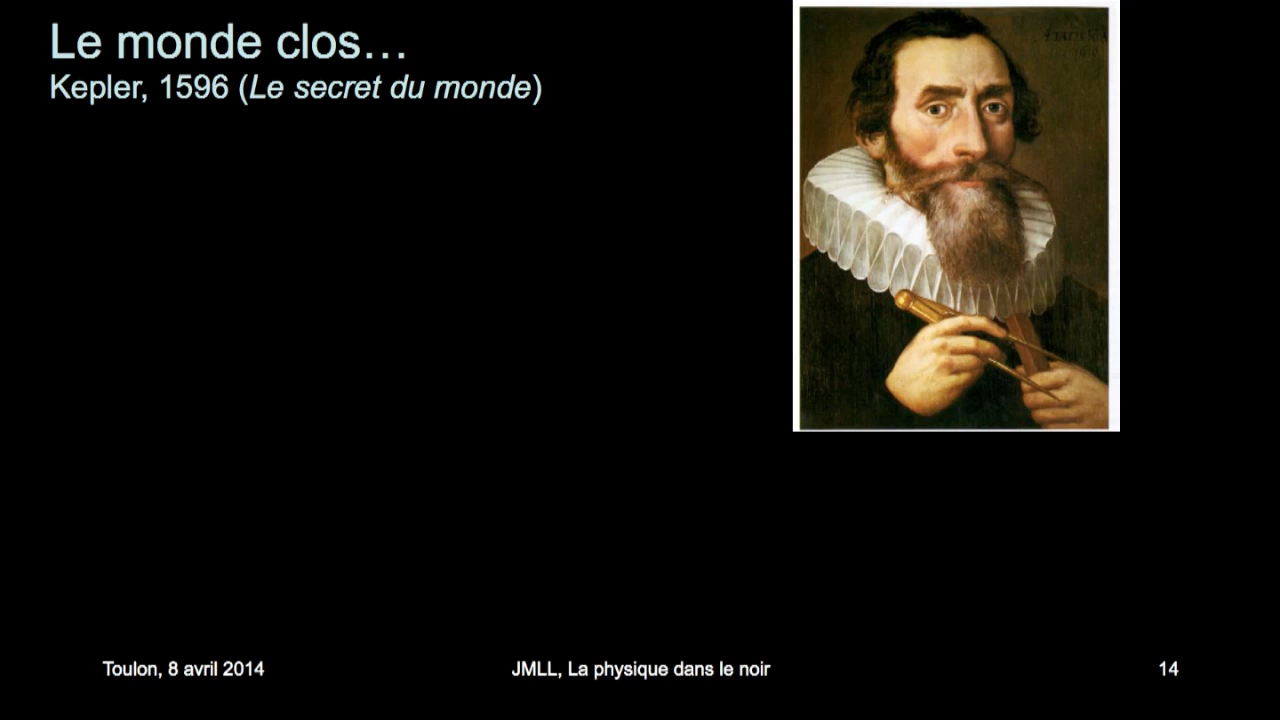 Le monde clos…
Kepler, 1596 (Le secret du monde)
Toulon, 8 avril 2014
JMLL, La physique dans le noir
14